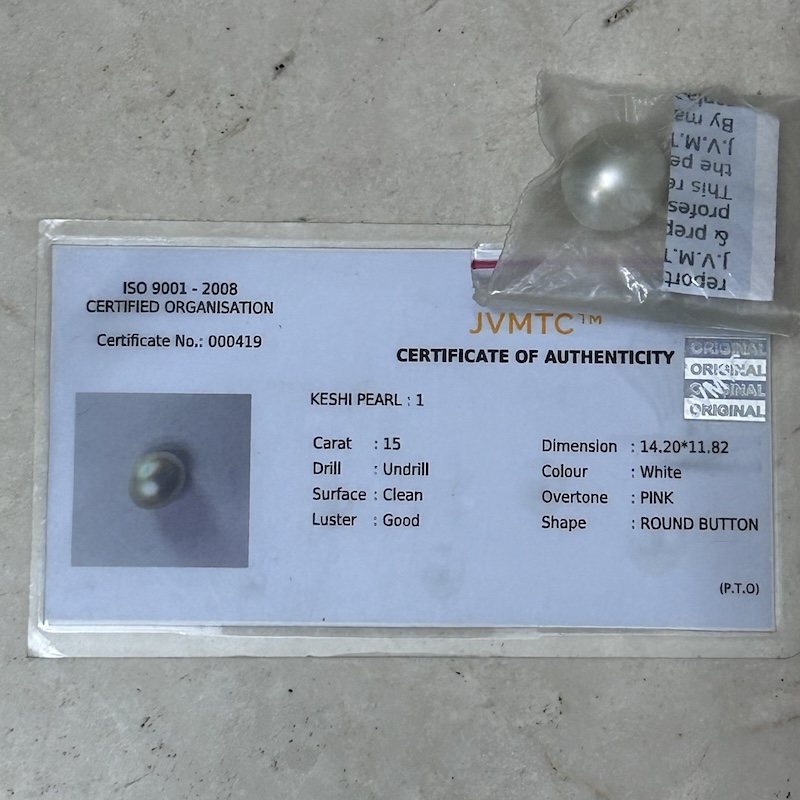 ISO 9001 - 2008
CERTIFIED ORGANISATION
Certificate No.: 000419
JVMTC™
CERTIFICATE OF AUTHENTICITY
ORIGINAL
ORIGINAL
ORIGINAL
ORIGINAL
KESHI PEARL : 1
Carat : 15
Drill : Undrill
Surface : Clean
Luster : Good
Dimension : 14.20*11.82
Colour : White
Overtone : PINK
Shape : ROUND BUTTON
(P.T.O)
report
J.V.M.T
& prep
profes
This re
the pe
J.V.M.T
By ma